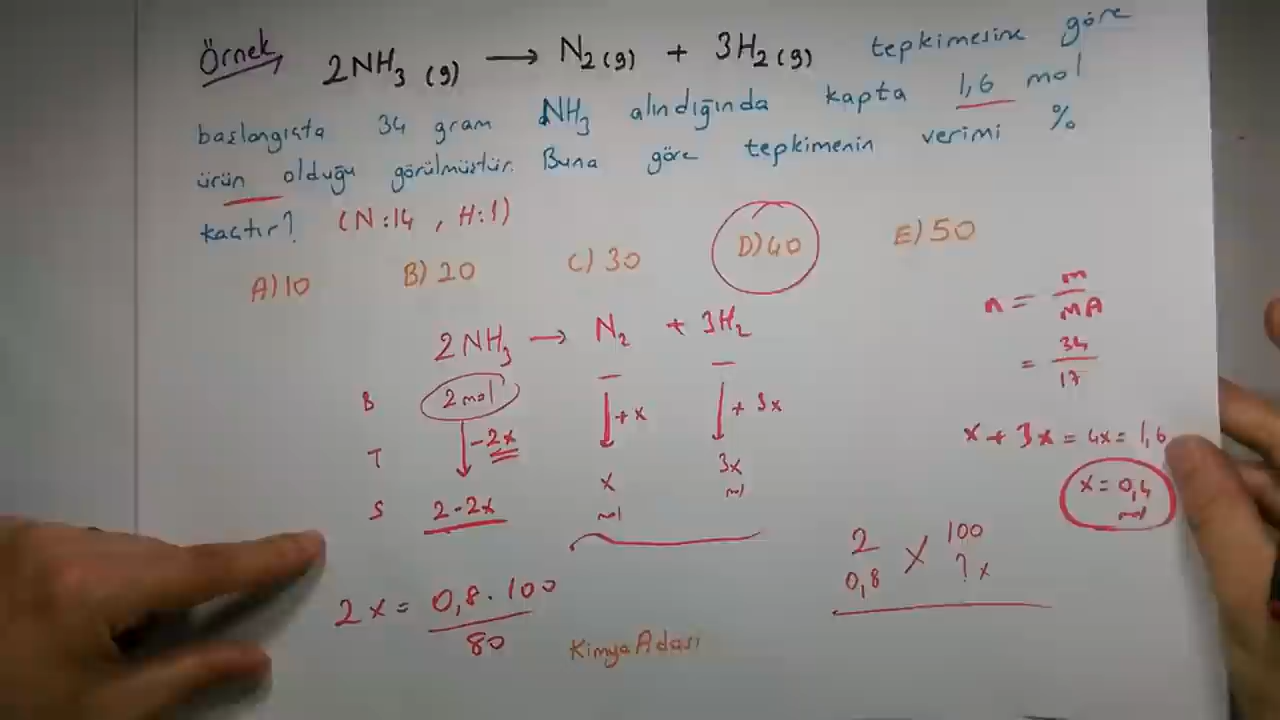 Örnek 2NH3 (g) → N2(g) + 3H2(g) tepkimesine göre
başlangıçta 34 gram NH3 alındığında kapta 1,6 mol
ürün olduğu görülmüştür. Buna göre tepkimenin verimi %
kaçtır? (N:14 , H:1)
A) 10 B) 20 C) 30 D) 40 E) 50
n = m / MA
= 34 / 17
2NH3 → N2 + 3H2
B 2 mol — —
T -2x +x + 3x
S 2-2x x mol 3x mol
x + 3x = 4x = 1,6
x = 0,4 mol
2 100
0,8 X ? x
2x = 0,8 . 100 / 80
KimyaAdası